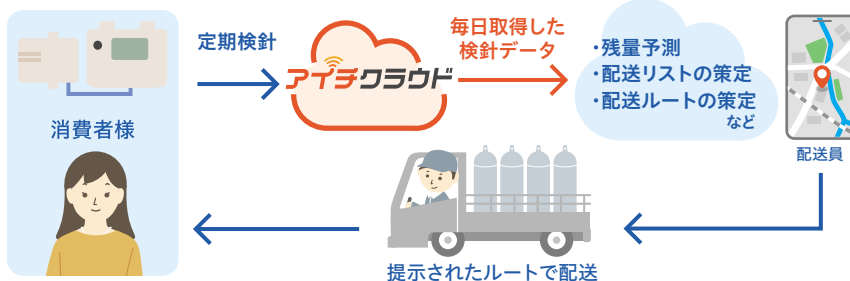 定期検針
アイチクラウド
毎日取得した
検針データ
・残量予測
・配送リストの策定
・配送ルートの策定
など
消費者様
配送員
提示されたルートで配送